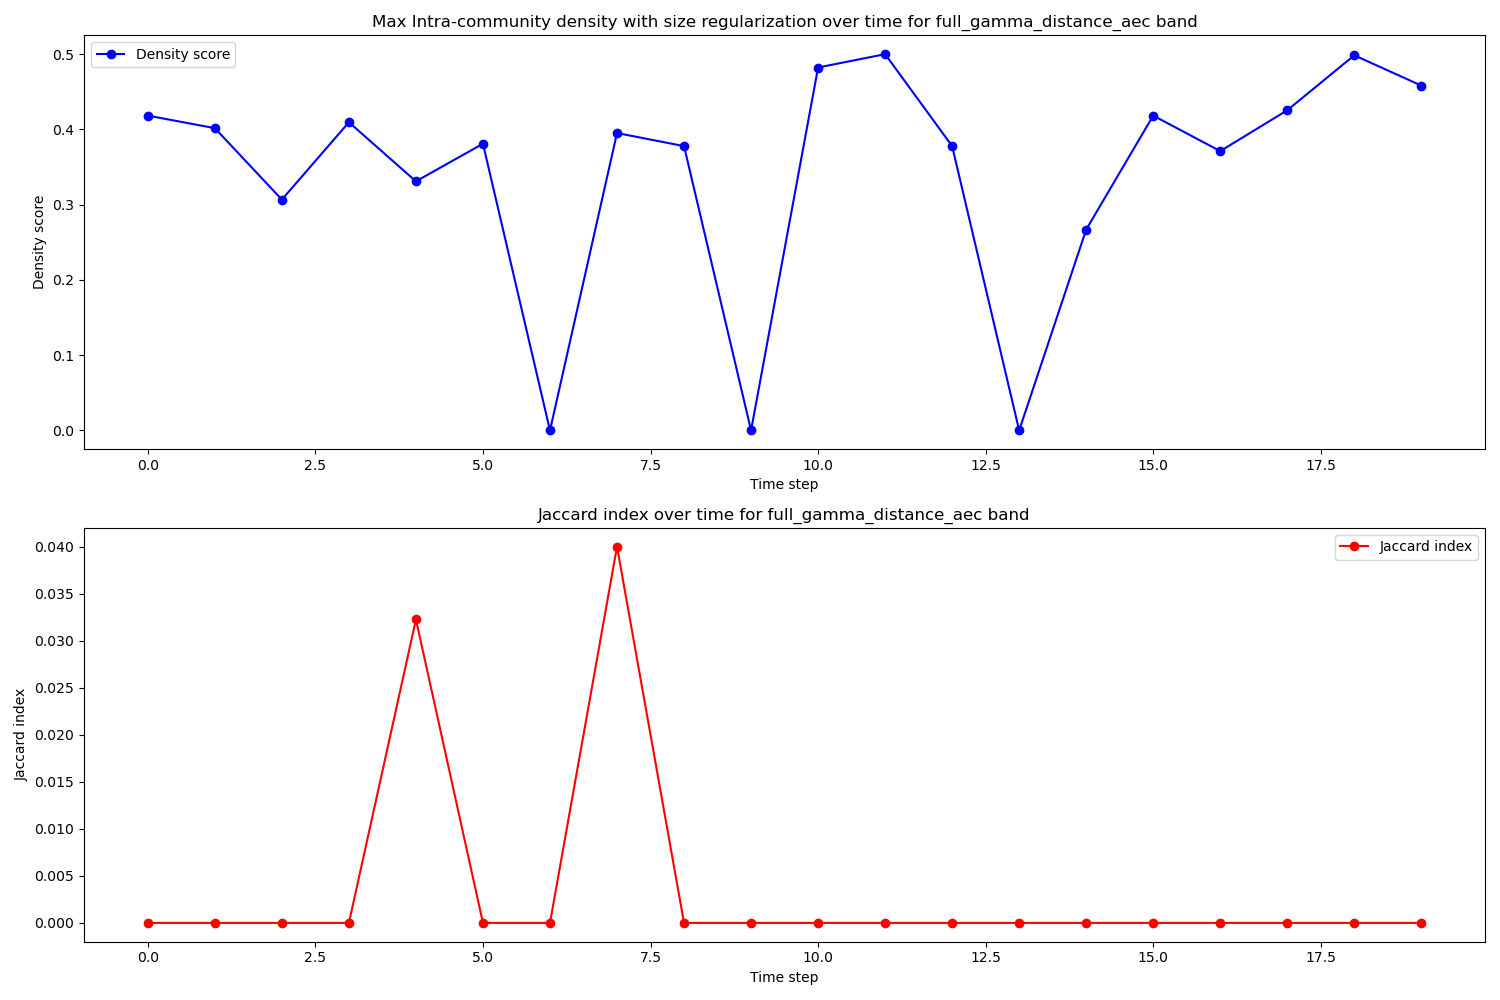 Max Intra-community density with size regularization over time for full_gamma_distance_aec band
Density score
0.5
0.4
0.3
0.2
0.1
0.0
Density score
0.0 2.5 5.0 7.5 10.0 12.5 15.0 17.5
Time step
Jaccard index over time for full_gamma_distance_aec band
Jaccard index
0.040
0.035
0.030
0.025
0.020
0.015
0.010
0.005
0.000
Jaccard index
0.0 2.5 5.0 7.5 10.0 12.5 15.0 17.5
Time step